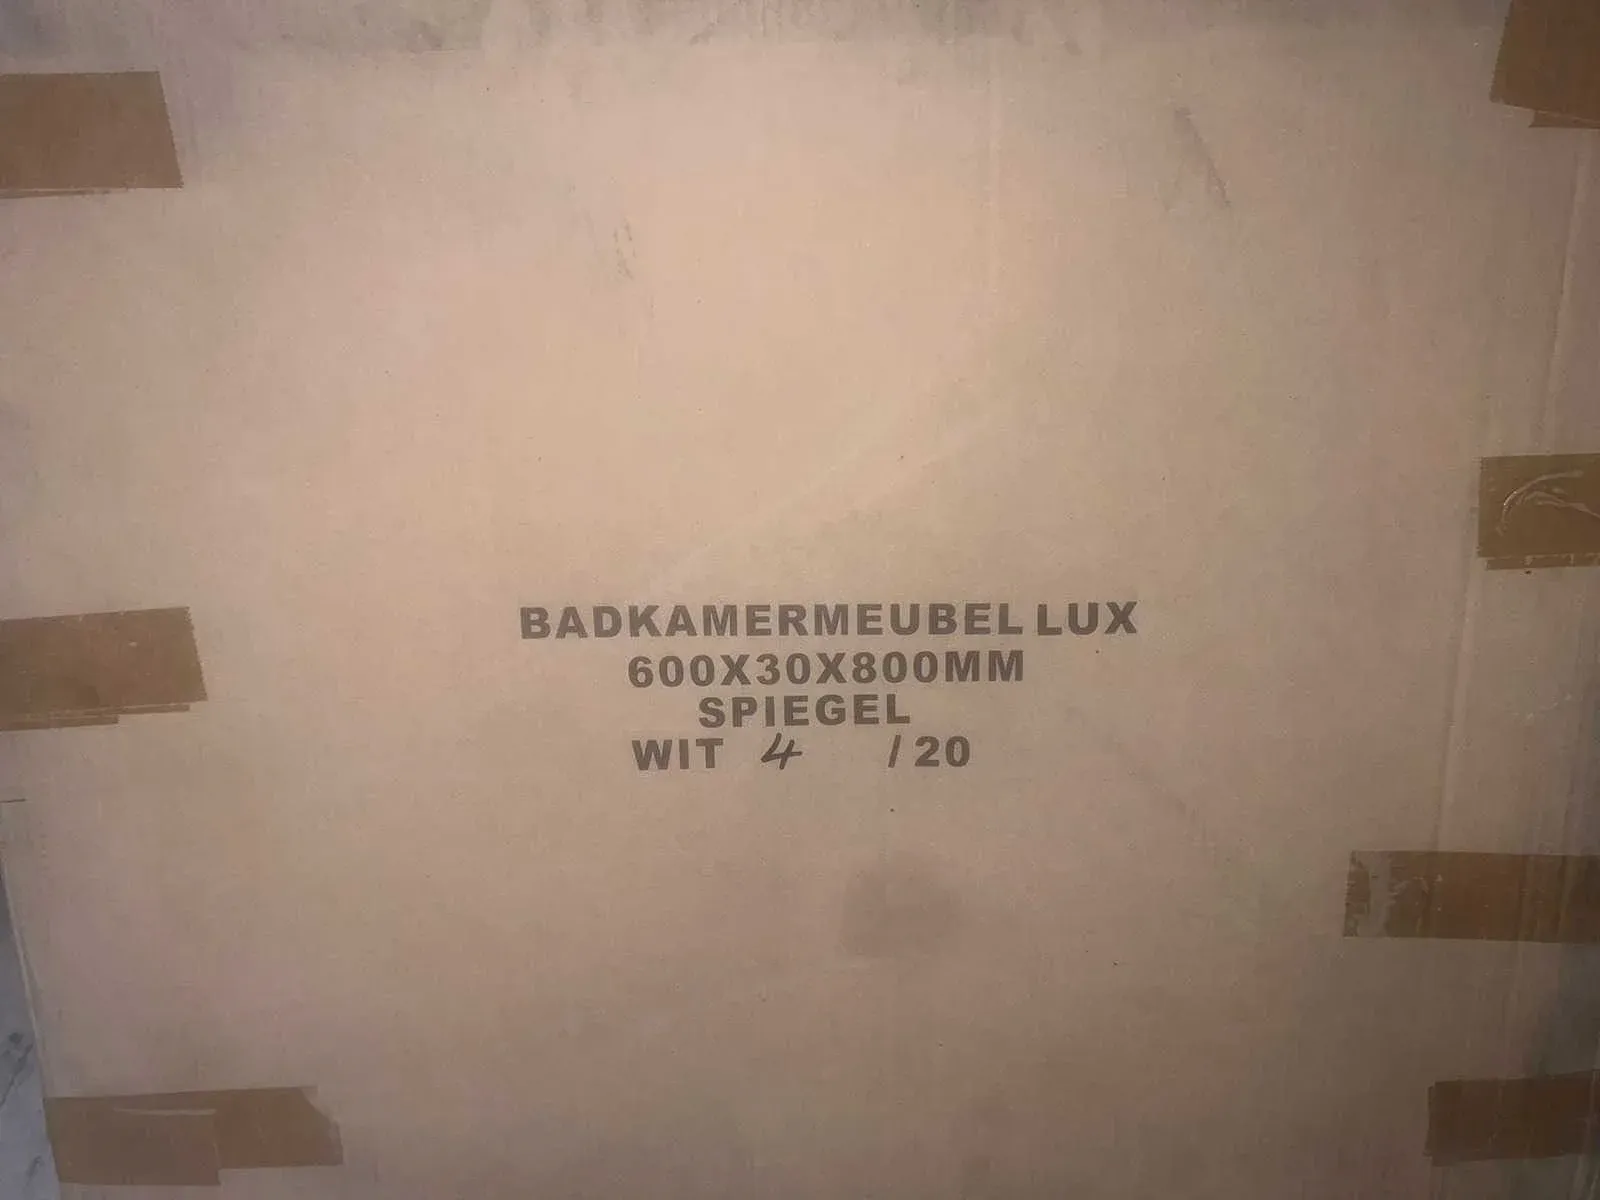 BADKAMERMEUBEL LUX
600X30X800MM
SPIEGEL
WIT 4 /20